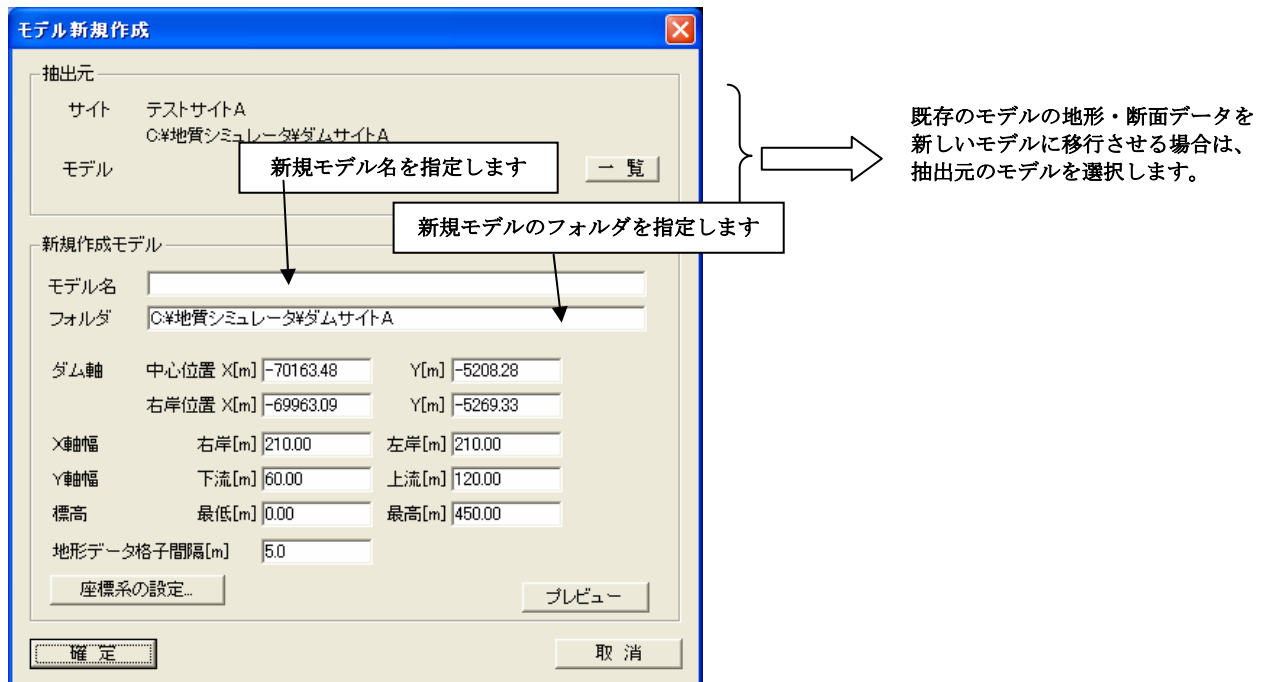 モデル新規作成
抽出元
サイト テストサイトA
C:¥地質シミュレータ¥ダムサイトA
モデル
一 覧
新規モデル名を指定します
新規モデルのフォルダを指定します
既存のモデルの地形・断面データを
新しいモデルに移行させる場合は、
抽出元のモデルを選択します。
新規作成モデル
モデル名
フォルダ C:¥地質シミュレータ¥ダムサイトA
ダム軸 中心位置 X[m] -70163.48 Y[m] -5208.28
右岸位置 X[m] -69963.09 Y[m] -5269.33
X軸幅 右岸[m] 210.00 左岸[m] 210.00
Y軸幅 下流[m] 60.00 上流[m] 120.00
標高 最低[m] 0.00 最高[m] 450.00
地形データ格子間隔[m] 5.0
座標系の設定...
プレビュー
確 定
取 消